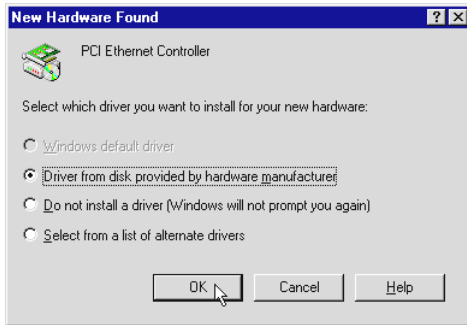 New Hardware Found
PCI Ethernet Controller
Select which driver you want to install for your new hardware:
Windows default driver
Driver from disk provided by hardware manufacturer
Do not install a driver (Windows will not prompt you again)
Select from a list of alternate drivers
OK Cancel Help